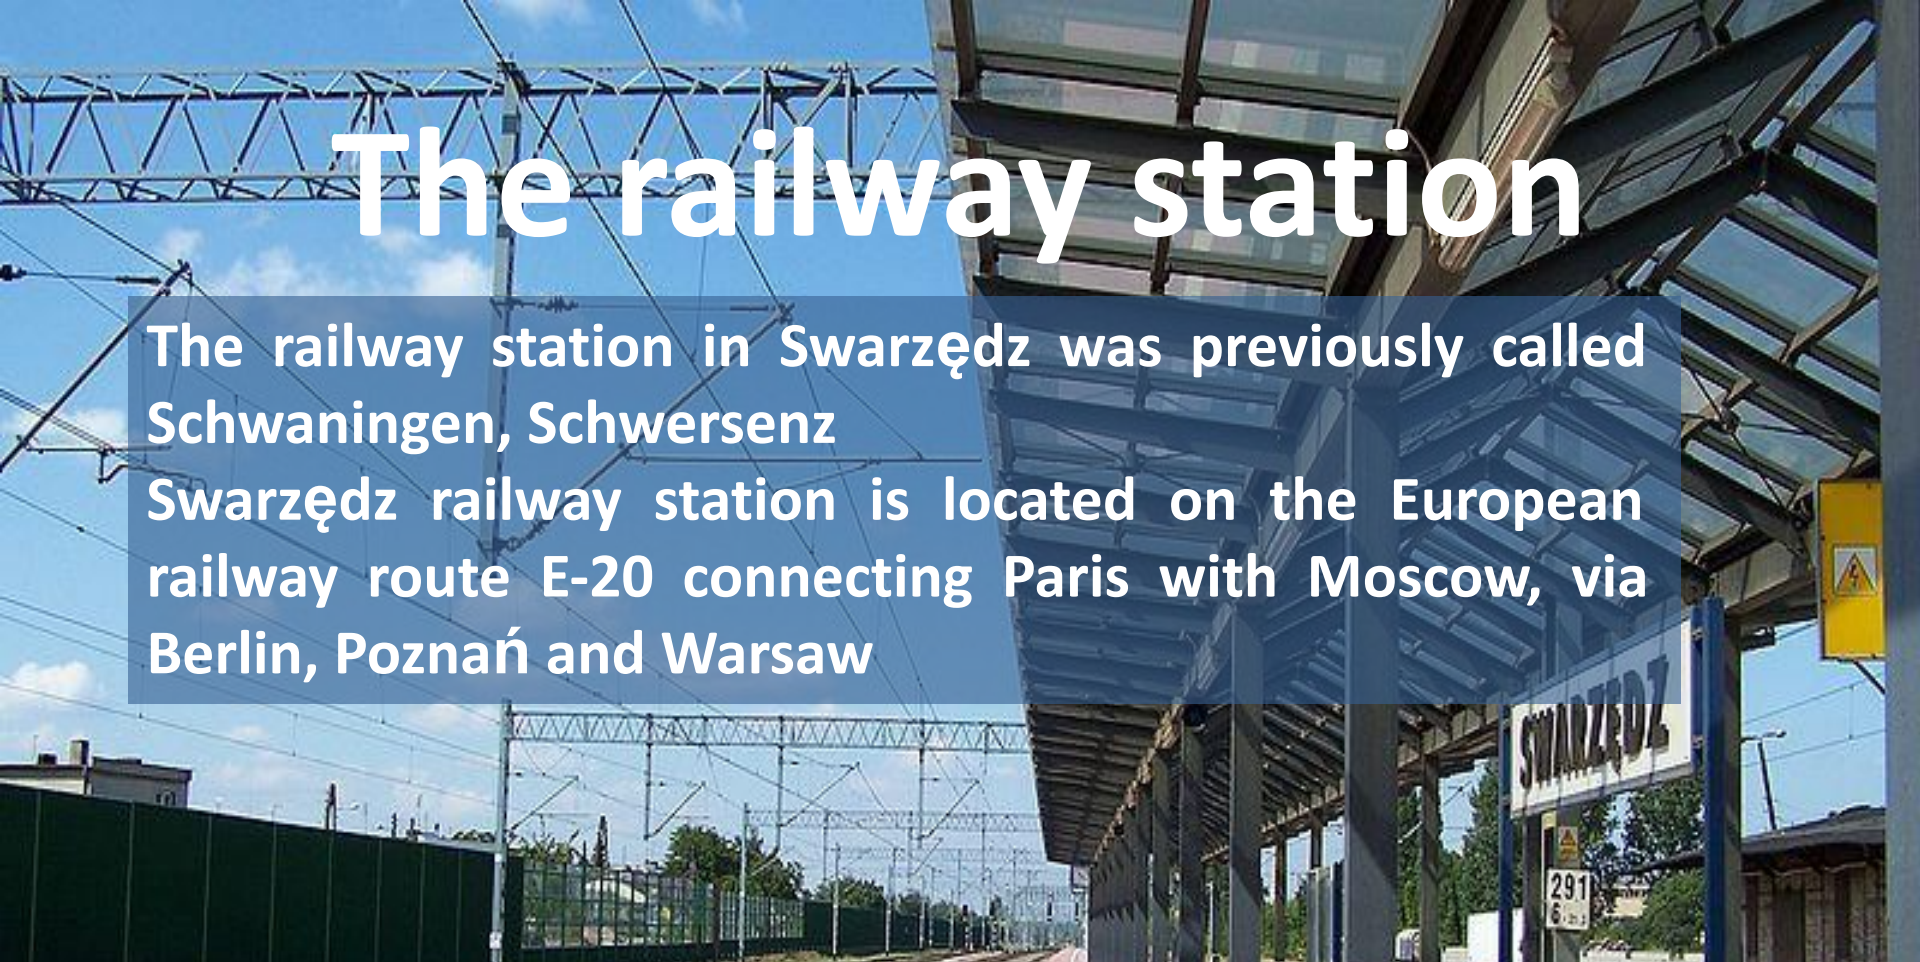 The railway station
The railway station in Swarzędz was previously called
Schwaningen, Schwersenz
Swarzędz railway station is located on the European
railway route E-20 connecting Paris with Moscow, via
Berlin, Poznań and Warsaw
SWARZĘDZ
291
6